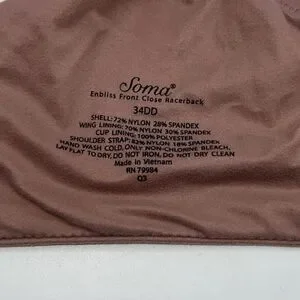 Soma®
Enbliss Front Close Racerback
34DD
SHELL: 72% NYLON 28% SPANDEX
WING LINING: 70% NYLON 30% SPANDEX
CUP LINING: 100% POLYESTER
SHOULDER STRAP: 82% NYLON 18% SPANDEX
HAND WASH COLD, ONLY NON-CHLORINE BLEACH,
LAY FLAT TO DRY, DO NOT IRON, DO NOT DRY CLEAN
Made in Vietnam
RN 79984
Q3